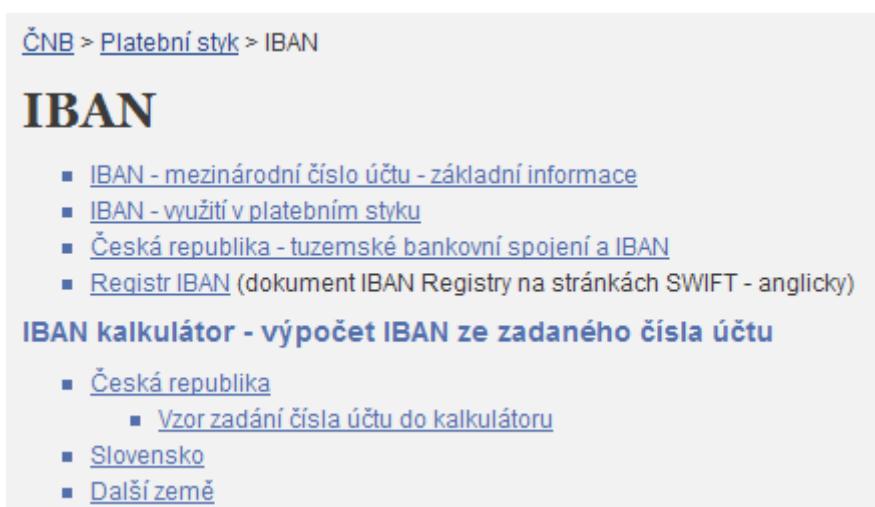 ČNB > Platební styk > IBAN
IBAN
IBAN - mezinárodní číslo účtu - základní informace
IBAN - využití v platebním styku
Česká republika - tuzemské bankovní spojení a IBAN
Registr IBAN (dokument IBAN Registry na stránkách SWIFT - anglicky)
IBAN kalkulátor - výpočet IBAN ze zadaného čísla účtu
Česká republika
Vzor zadání čísla účtu do kalkulátoru
Slovensko
Další země